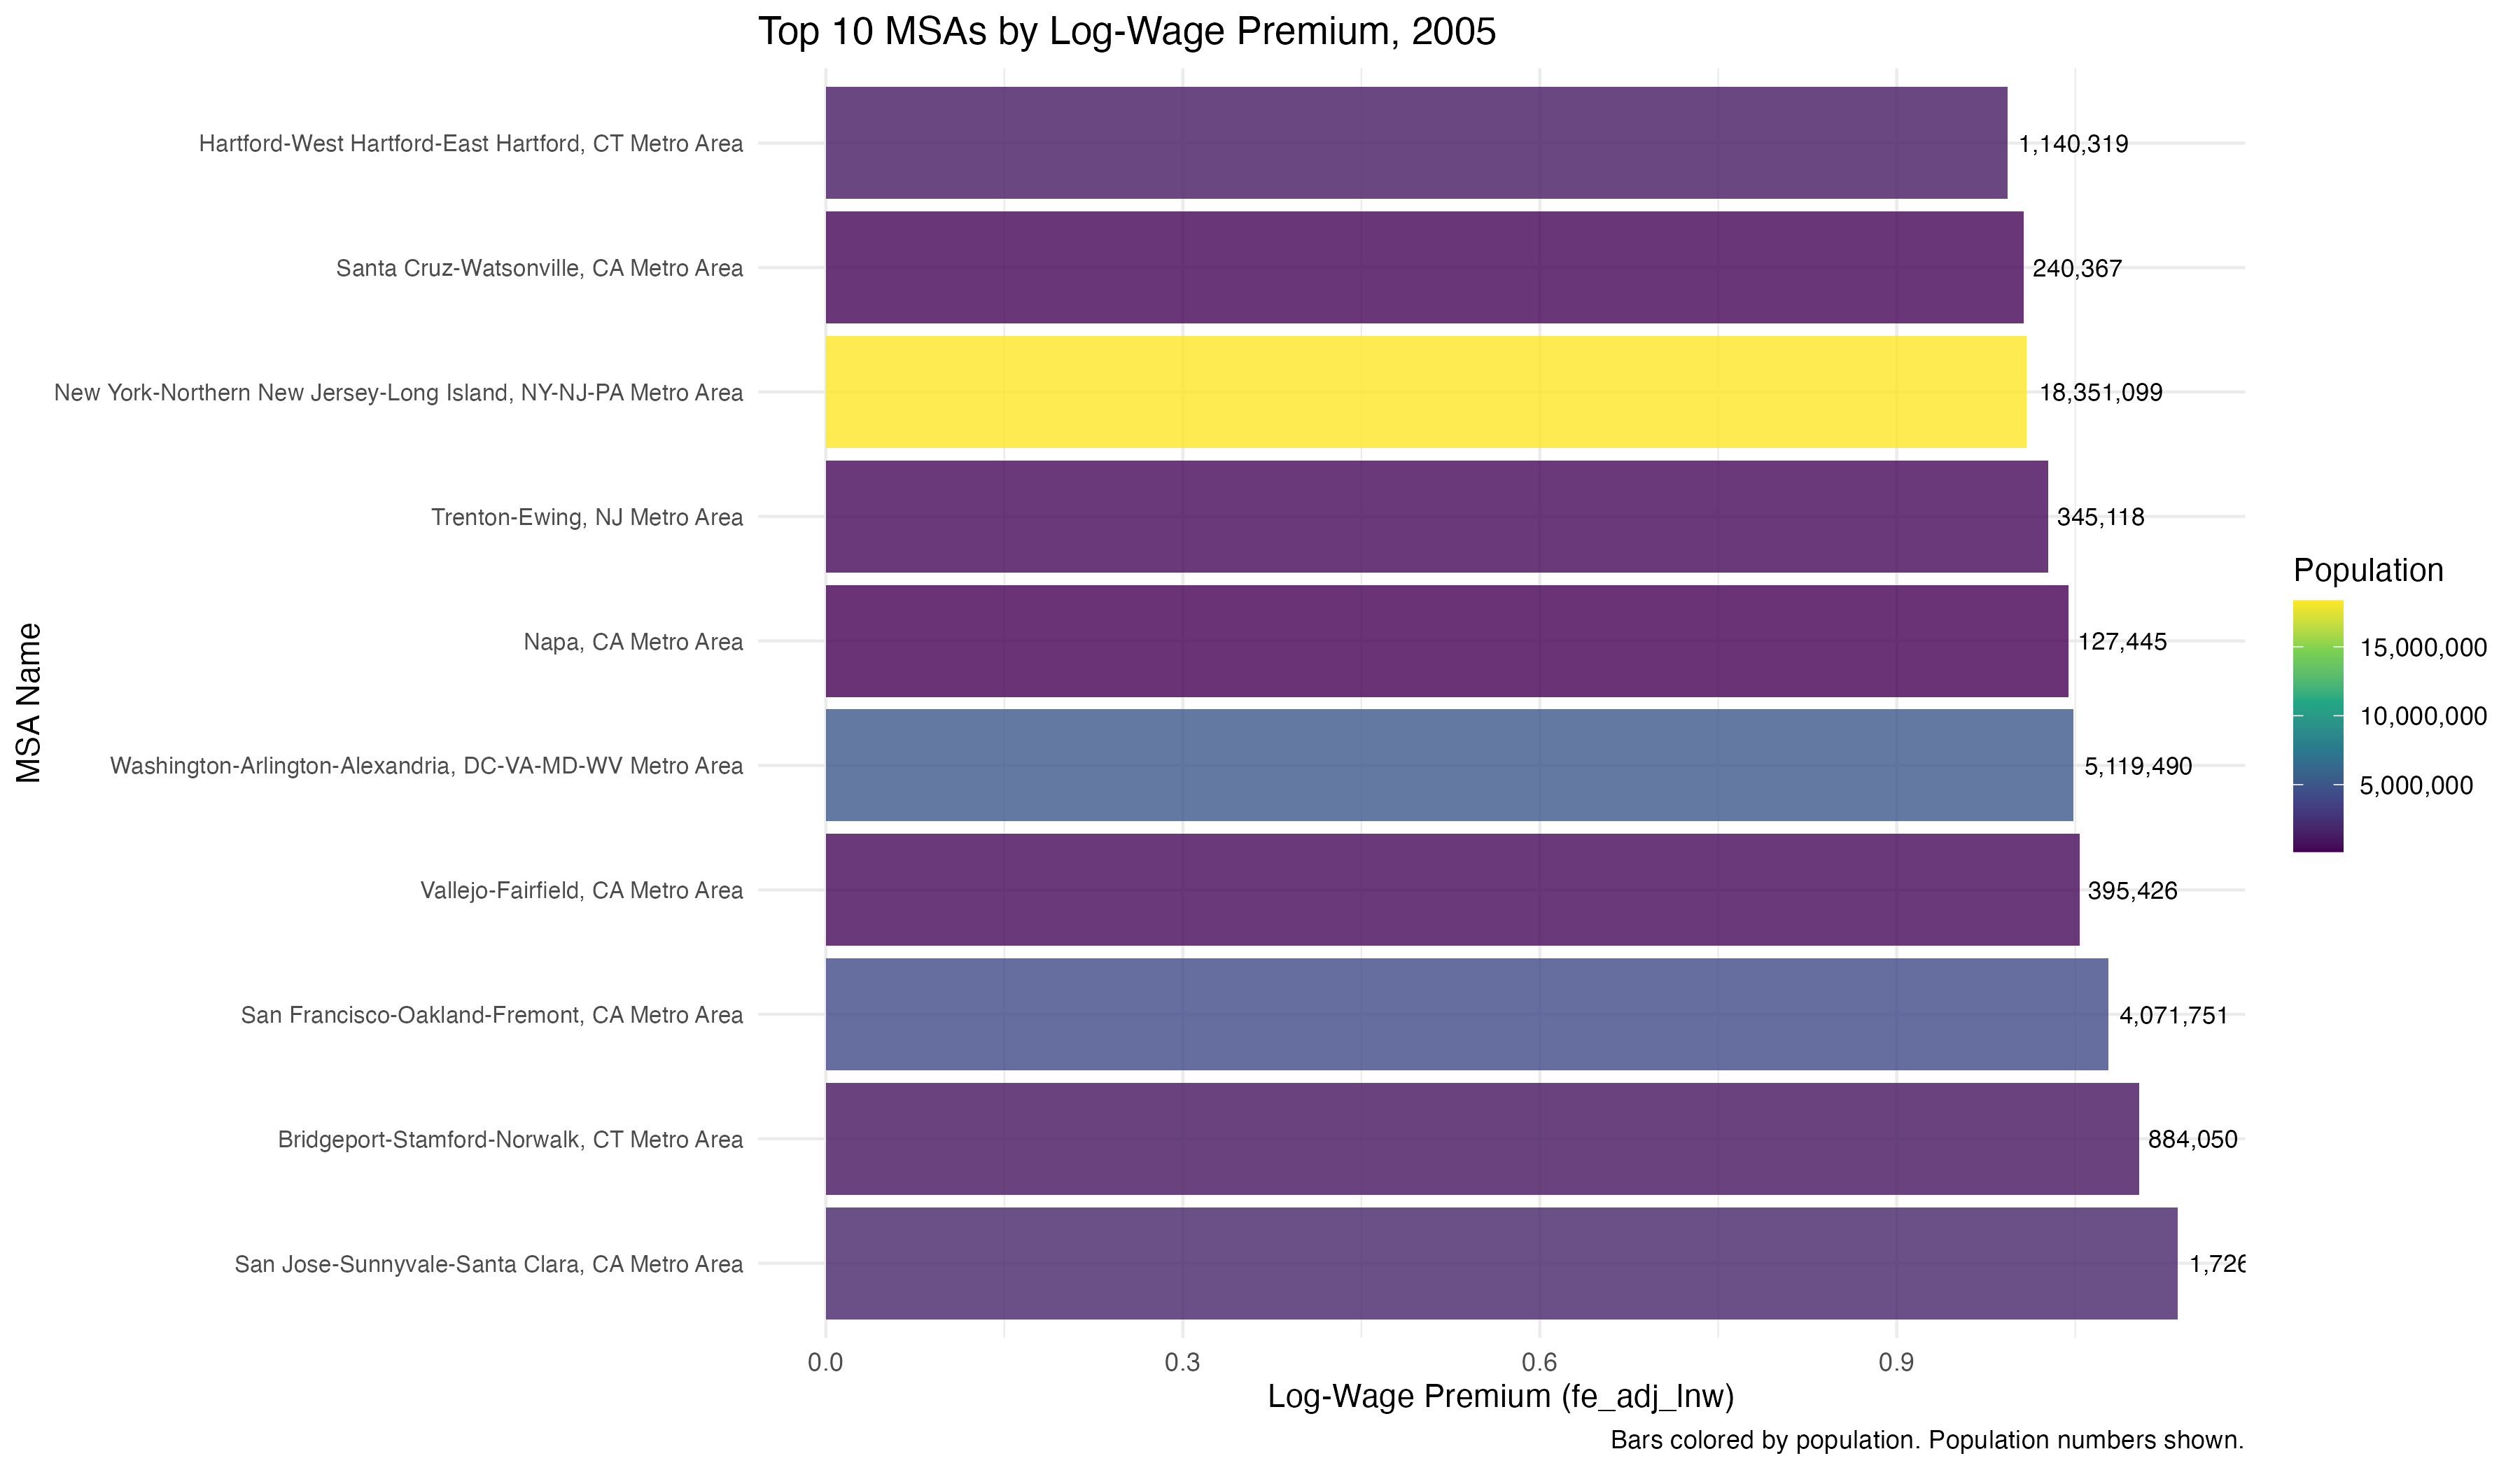 Top 10 MSAs by Log-Wage Premium, 2005
MSA Name
Hartford-West Hartford-East Hartford, CT Metro Area
1,140,319
Santa Cruz-Watsonville, CA Metro Area
240,367
New York-Northern New Jersey-Long Island, NY-NJ-PA Metro Area
18,351,099
Trenton-Ewing, NJ Metro Area
345,118
Napa, CA Metro Area
127,445
Washington-Arlington-Alexandria, DC-VA-MD-WV Metro Area
5,119,490
Vallejo-Fairfield, CA Metro Area
395,426
San Francisco-Oakland-Fremont, CA Metro Area
4,071,751
Bridgeport-Stamford-Norwalk, CT Metro Area
884,050
San Jose-Sunnyvale-Santa Clara, CA Metro Area
0.0 0.3 0.6 0.9
Log-Wage Premium (fe_adj_lnw)
Bars colored by population. Population numbers shown.
Population
15,000,000
10,000,000
5,000,000